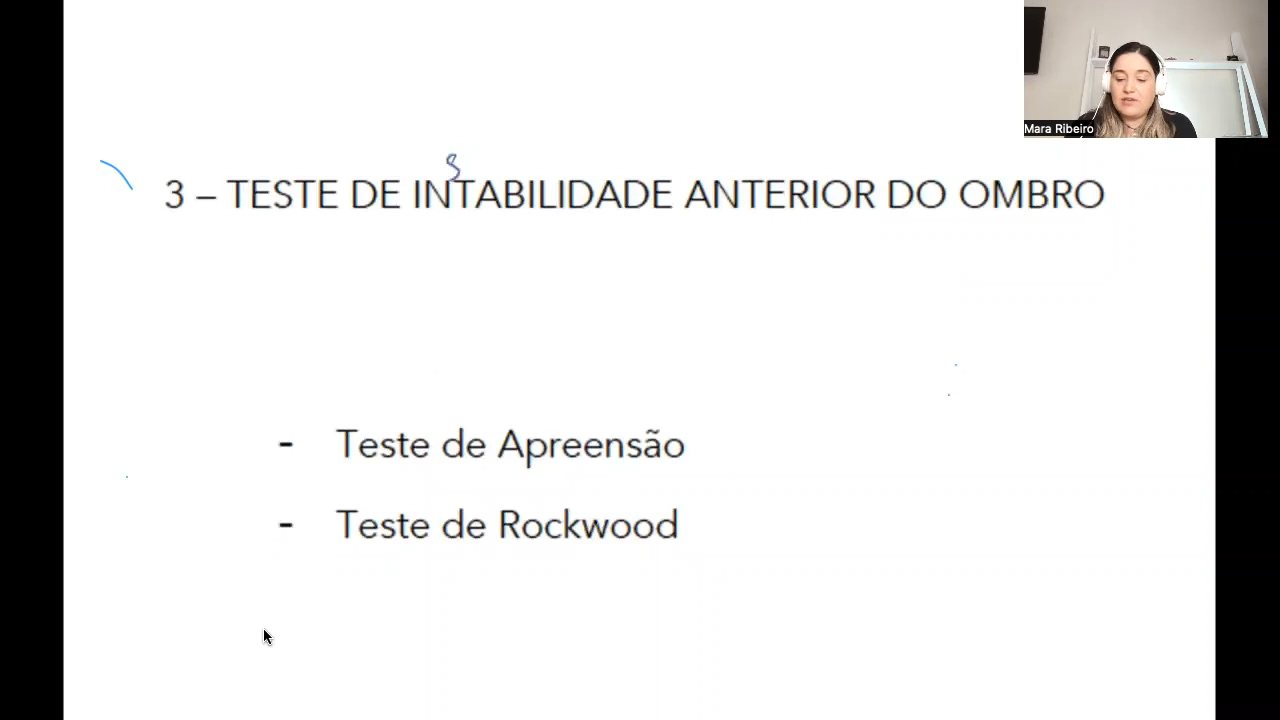 Mara Ribeiro
s
3 – TESTE DE INTABILIDADE ANTERIOR DO OMBRO
- Teste de Apreensão
- Teste de Rockwood